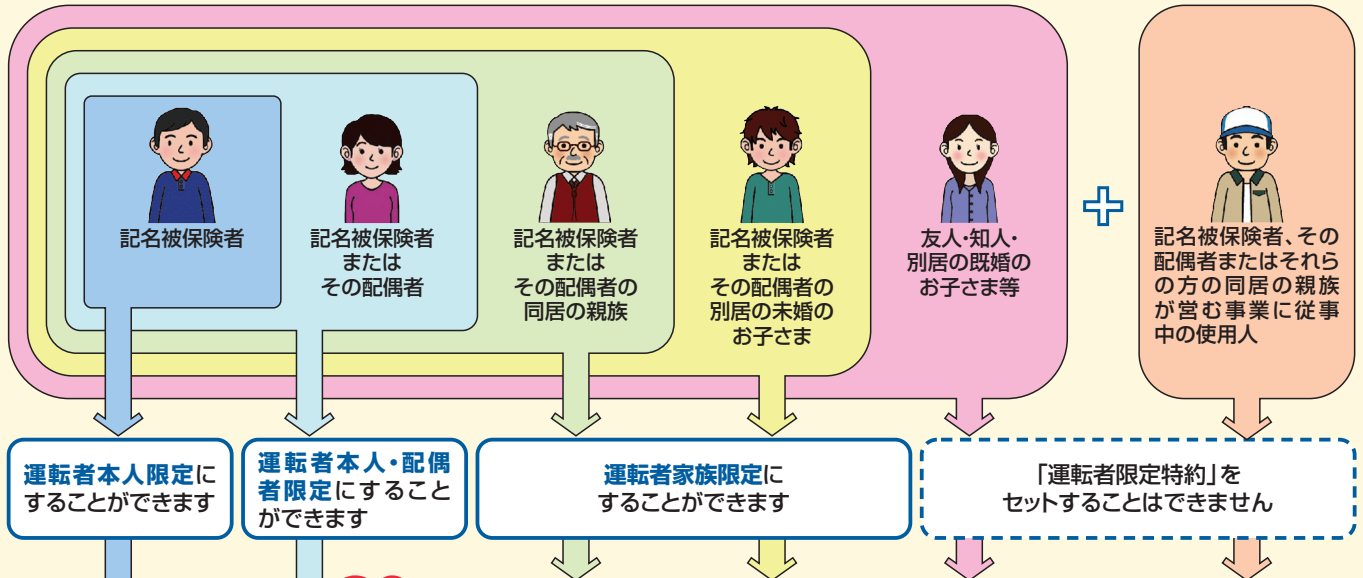 記名被保険者
記名被保険者
または
その配偶者
記名被保険者
または
その配偶者の
同居の親族
記名被保険者
または
その配偶者の
別居の未婚の
お子さま
友人・知人・
別居の既婚の
お子さま等
記名被保険者、その
配偶者またはそれら
の方の同居の親族
が営む事業に従事
中の使用人
運転者本人限定に
することができます
運転者本人・配偶
者限定にすること
ができます
運転者家族限定に
することができます
「運転者限定特約」を
セットすることはできません